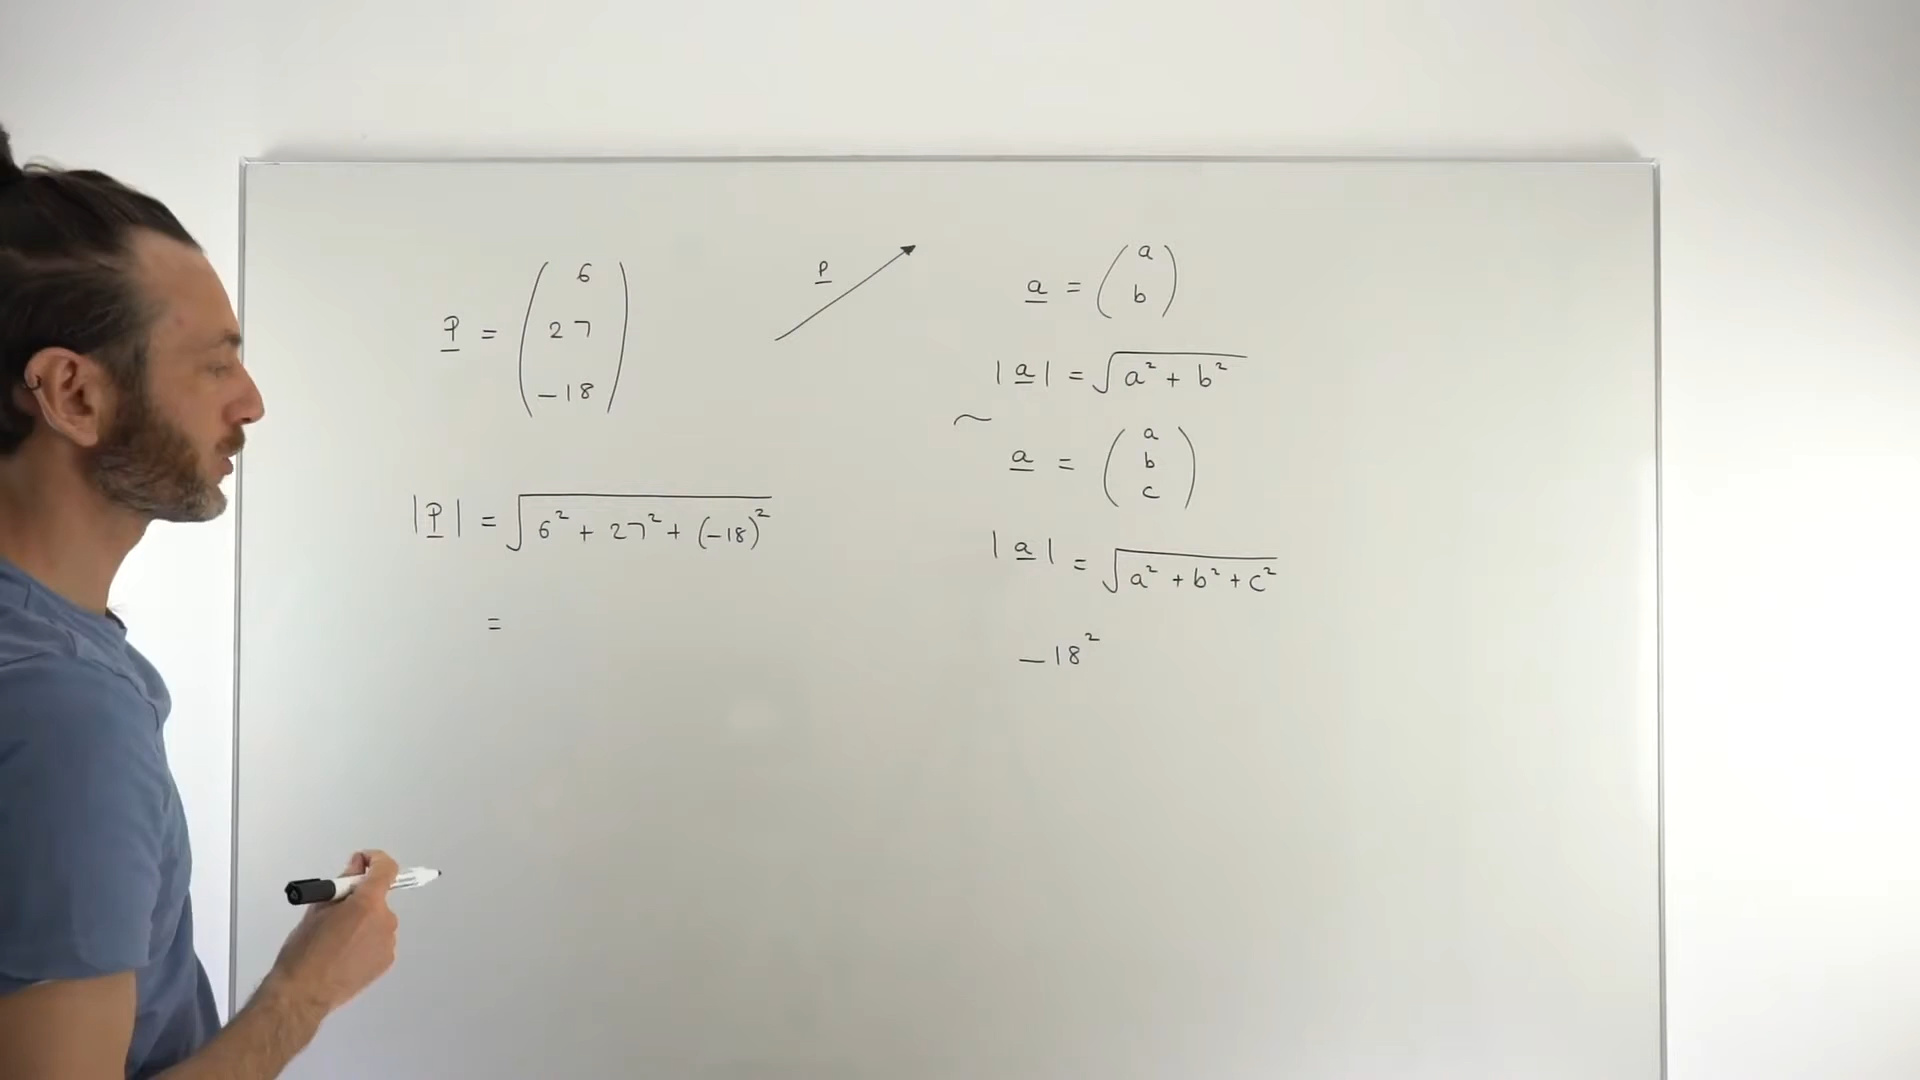 p = ( 6
27
-18 )
|p| = √(6² + 27² + (-18)²)
=
p
a = ( a
b )
|a| = √(a² + b²)
~
a = ( a
b
c )
|a| = √(a² + b² + c²)
-18²